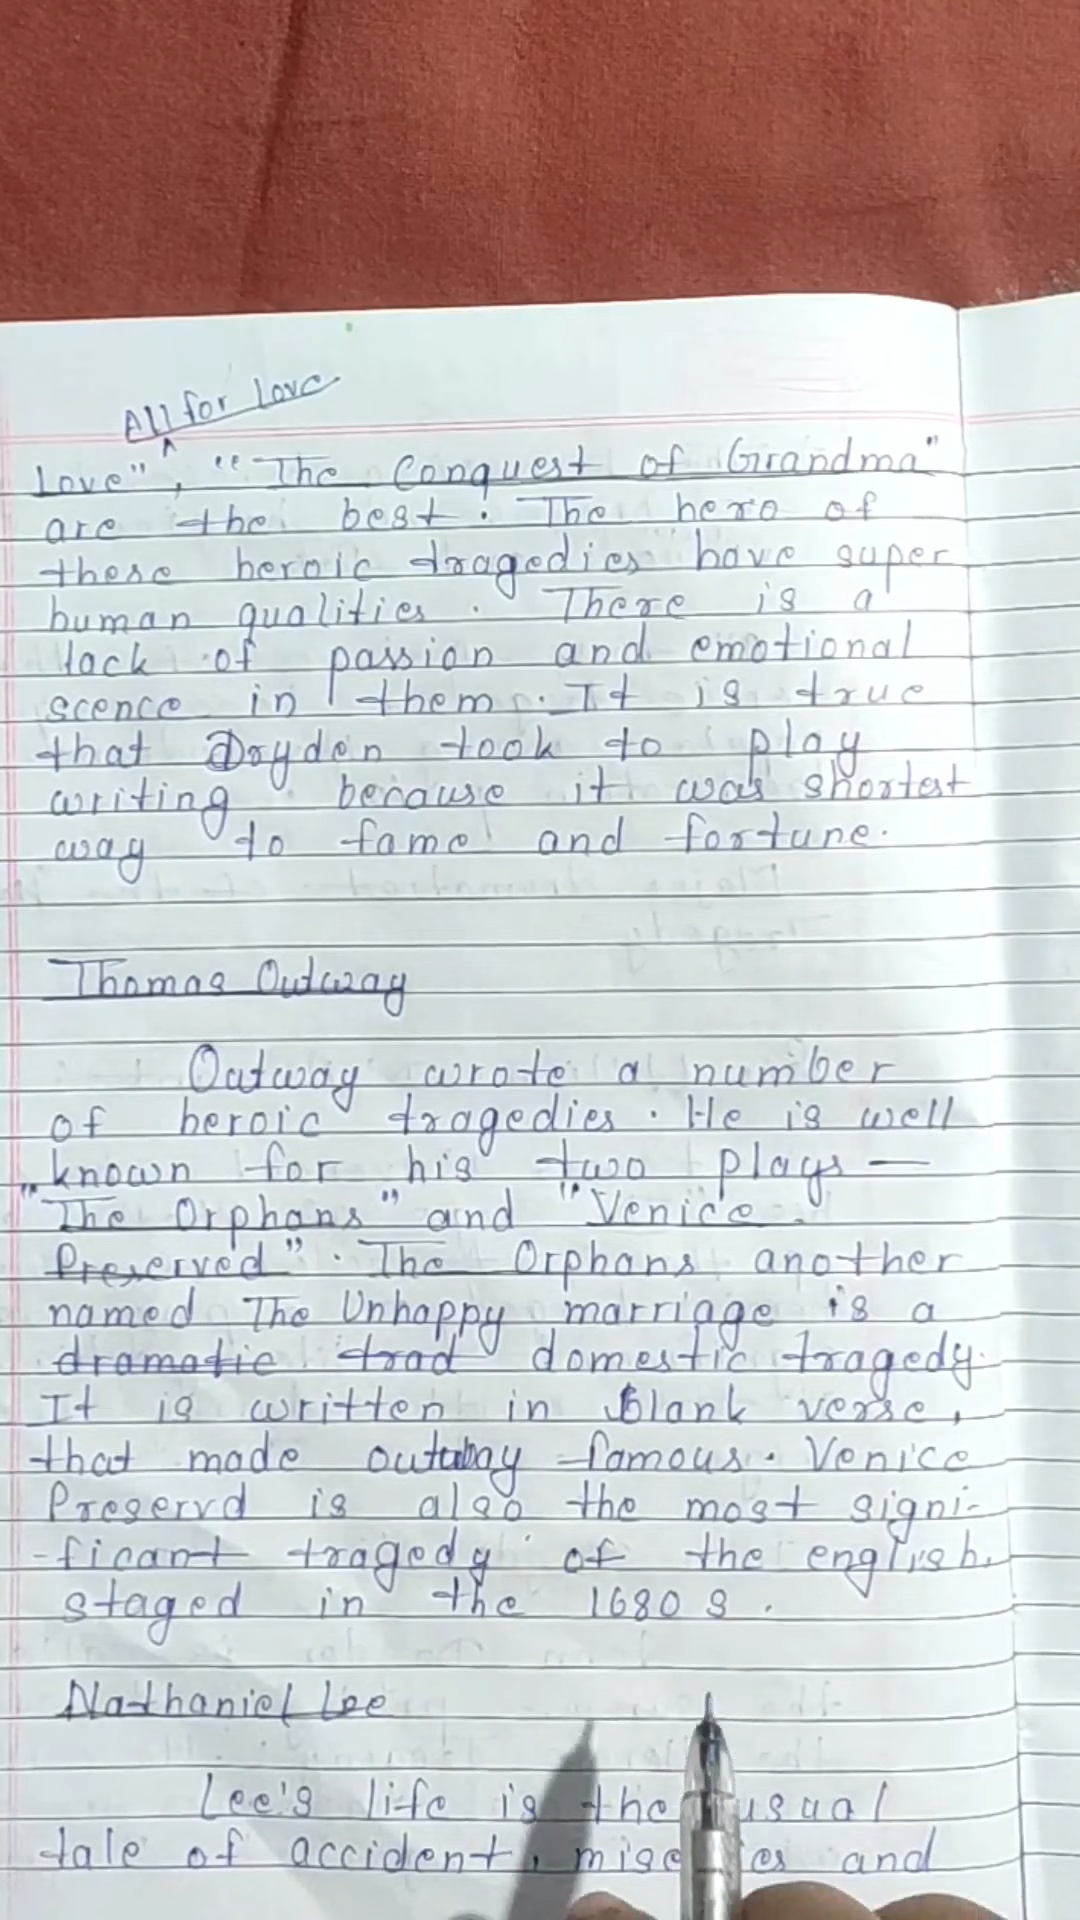 All for Love
Love", "The Conquest of Grandma"
are the best. The hero of
these heroic tragedies have super
human qualities. There is a
lack of passion and emotional
scence in them. It is true
that Dryden took to play
writing because it was shortest
way to fame and fortune.
Thomas Outway
Outway wrote a number
of heroic tragedies. He is well
known for his two plays —
"The Orphans" and "Venice
Preserved". The Orphans another
named The Unhappy marriage is a
dramatic trad domestic tragedy.
It is written in Blank verse,
that made outway famous. Venice
Preservd is also the most signi-
-ficant tragedy of the english
staged in the 1680 s.
Nathaniel Lee
Lee's life is the usual
tale of accident, and